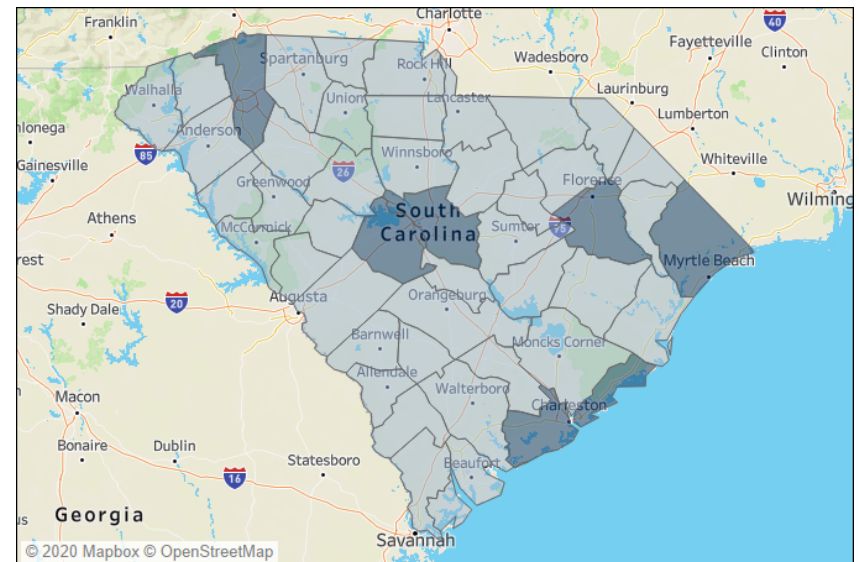 Charlotte
Franklin
40
Fayetteville
Clinton
Spartanburg
Rock Hill
Wadesboro
Walhalla
Union
Lancaster
Laurinburg
Lumberton
Anderson
lonega
85
Winnsboro
Gainesville
26
Whiteville
Greenwood
Florence
Wilming
Athens
McCormick
South
Carolina
Sumter
rest
Myrtle Beach
20
Augusta
Orangeburg
Shady Dale
Barnwell
Moncks Corner
Allendale
Walterboro
Macon
Charleston
Bonaire
Dublin
Statesboro
Beaufort
16
us
Georgia
Savannah
© 2020 Mapbox © OpenStreetMap